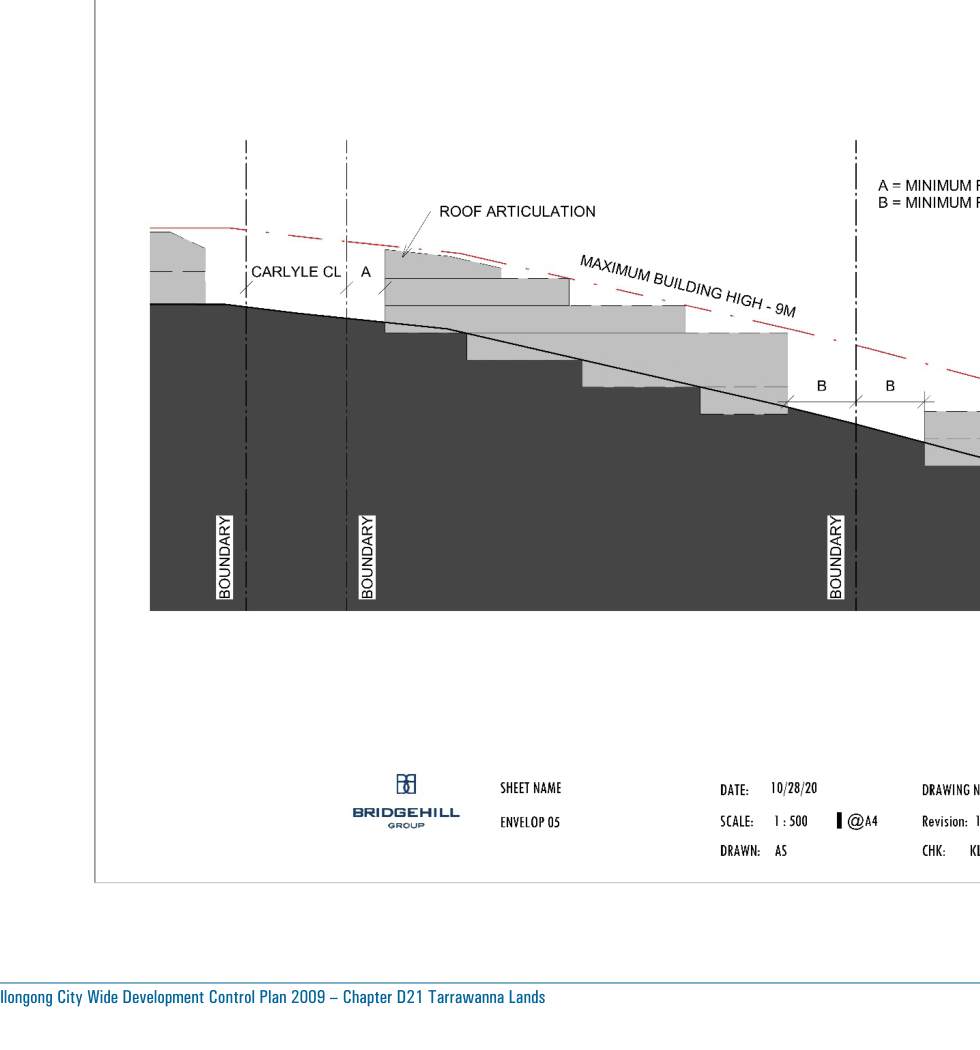 A = MINIMUM
B = MINIMUM
ROOF ARTICULATION
MAXIMUM BUILDING HIGH - 9M
CARLYLE CL
A
B
B
BOUNDARY
BOUNDARY
BOUNDARY
BRIDGEHILL
GROUP
SHEET NAME
ENVELOP 05
DATE: 10/28/20
SCALE: 1 : 500 @A4
DRAWN: AS
DRAWING
Revision: 1
CHK:
llongong City Wide Development Control Plan 2009 – Chapter D21 Tarrawanna Lands